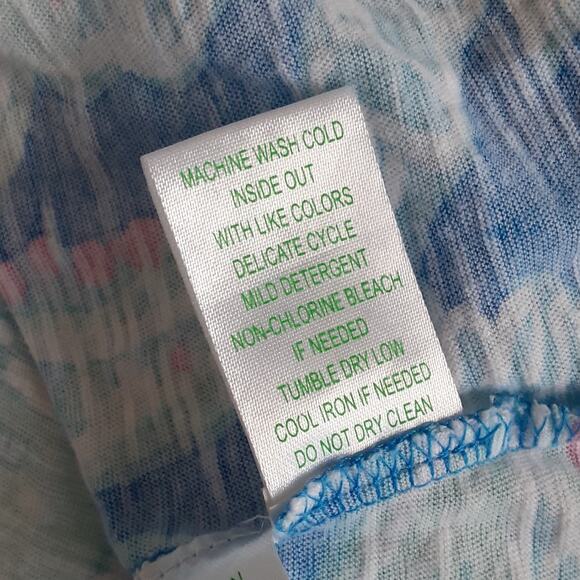 MACHINE WASH COLD
INSIDE OUT
WITH LIKE COLORS
DELICATE CYCLE
MILD DETERGENT
NON-CHLORINE BLEACH
IF NEEDED
TUMBLE DRY LOW
COOL IRON IF NEEDED
DO NOT DRY CLEAN